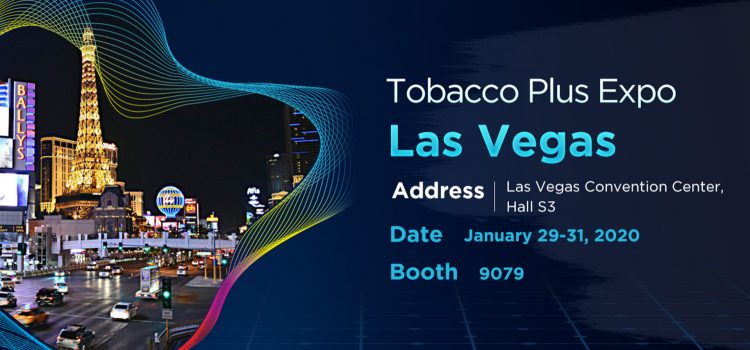 BALLYS
Tobacco Plus Expo
Las Vegas
Address
Las Vegas Convention Center,
Hall S3
Date January 29-31, 2020
Booth 9079